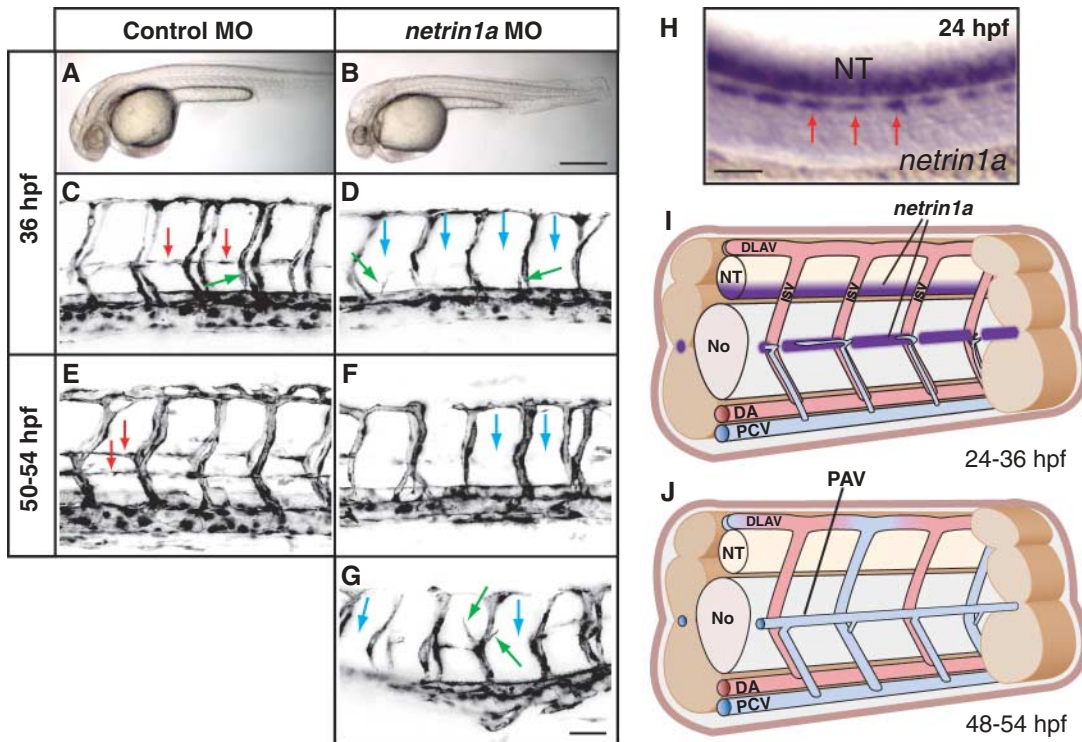 Control MO
netrin1a MO
36 hpf
50-54 hpf
A
B
C
D
E
F
G
H
24 hpf
NT
netrin1a
I
netrin1a
DLAV
NT
ISV
ISV
ISV
No
DA
PCV
24-36 hpf
J
PAV
DLAV
NT
No
DA
PCV
48-54 hpf